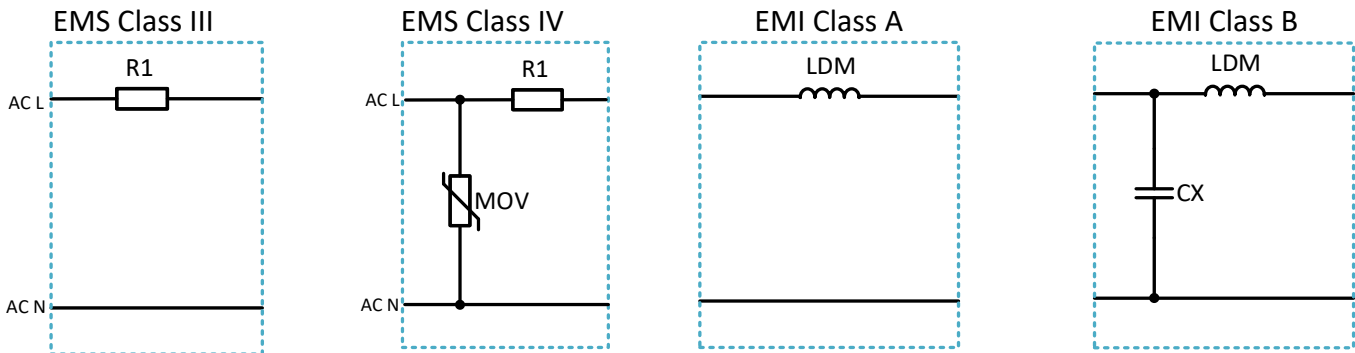 EMS Class III
EMS Class IV
EMI Class A
EMI Class B
R1
R1
LDM
LDM
AC L
AC L
MOV
CX
AC N
AC N